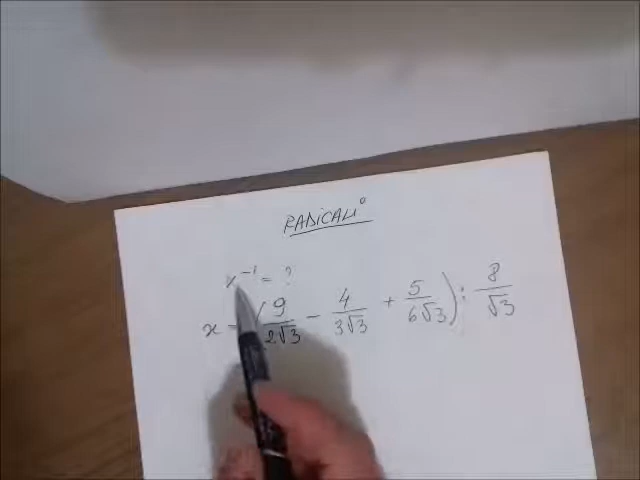 RADICALI
x⁻¹ = ?
x = (9/2√3 - 4/3√3 + 5/6√3) : 8/√3